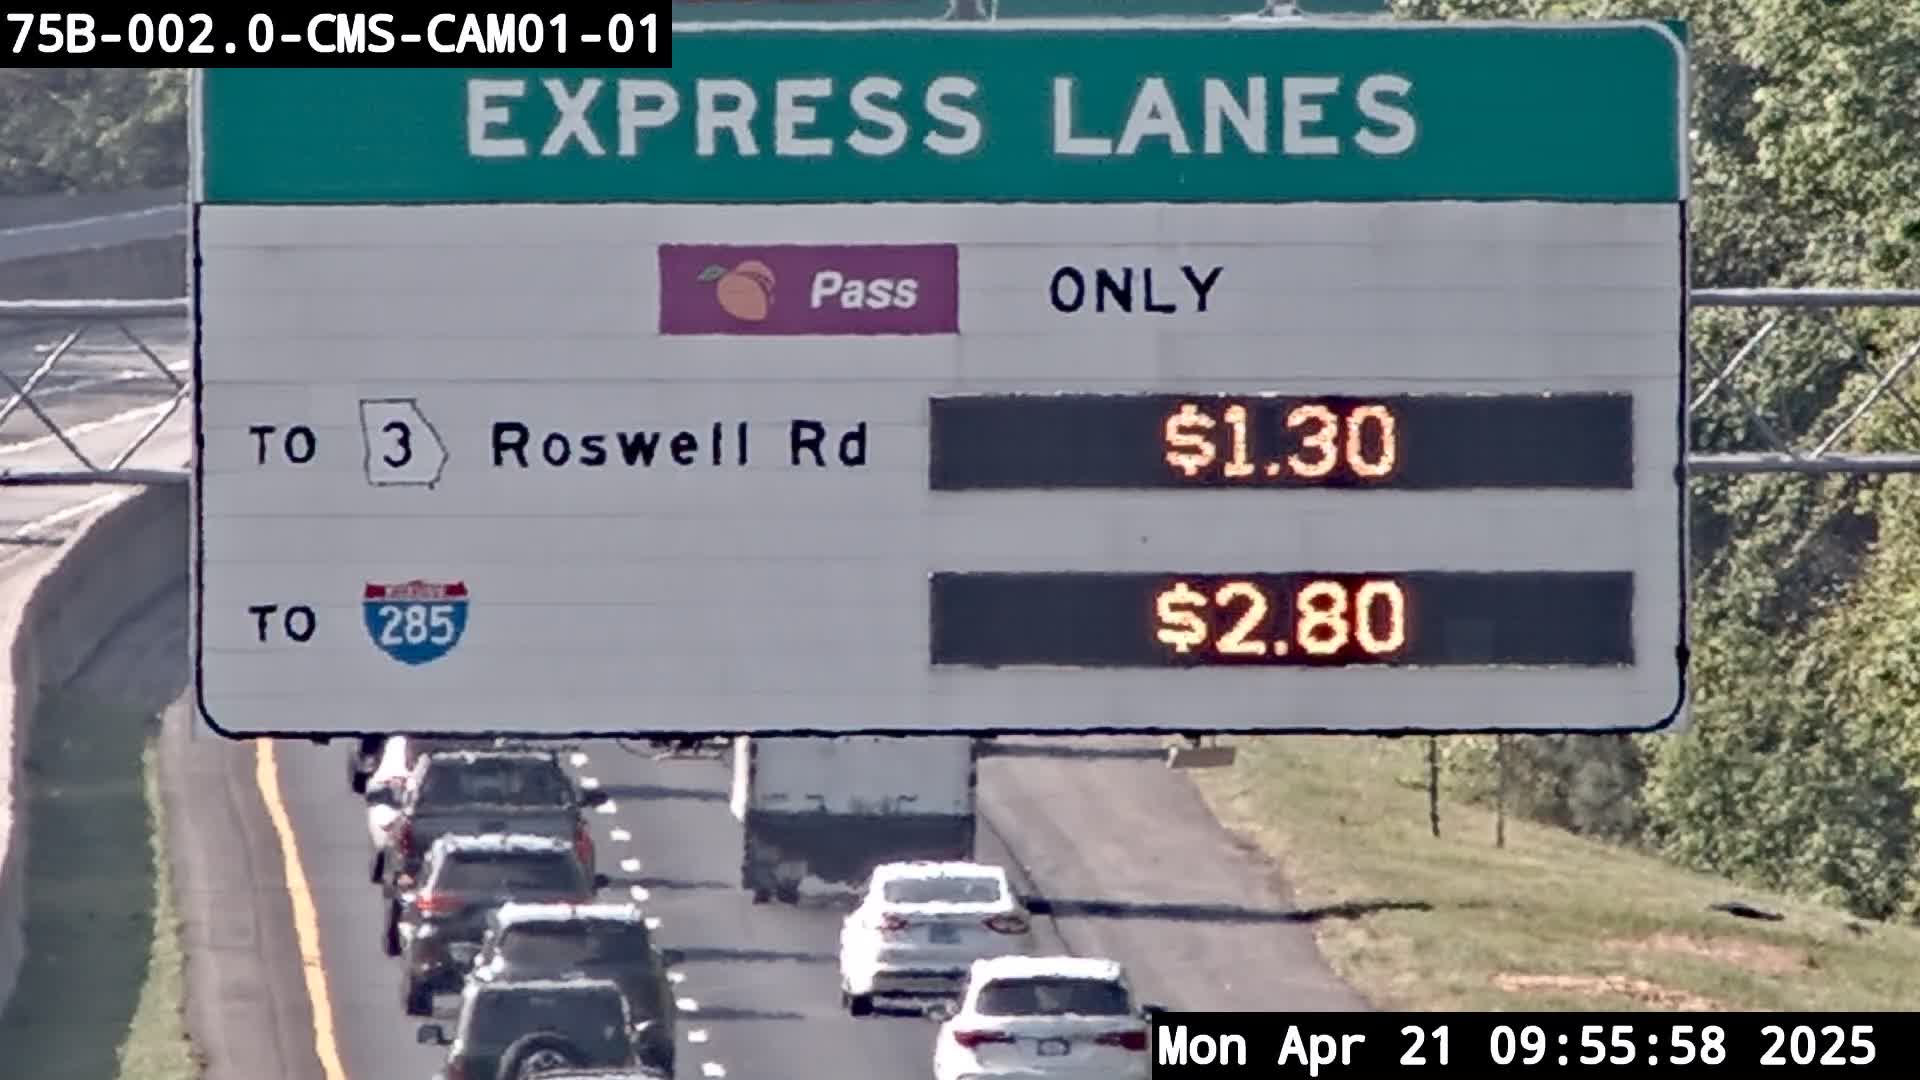 75B-002.0-CMS-CAM01-01
EXPRESS LANES
Pass ONLY
TO 3 Roswell Rd $1.30
TO 285 $2.80
Mon Apr 21 09:55:58 2025